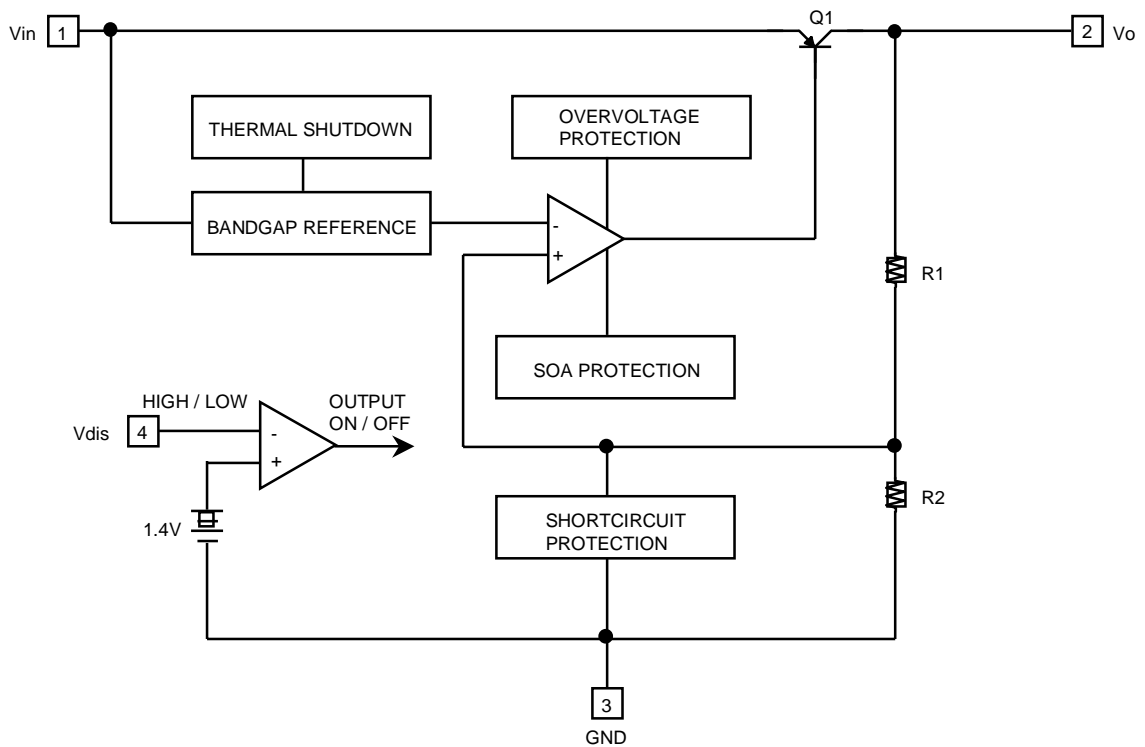 Q1
Vin 1
2 Vo
THERMAL SHUTDOWN
OVERVOLTAGE
PROTECTION
BANDGAP REFERENCE
-
+
R1
SOA PROTECTION
HIGH / LOW
OUTPUT
ON / OFF
Vdis 4
-
+
R2
1.4V
SHORTCIRCUIT
PROTECTION
3
GND